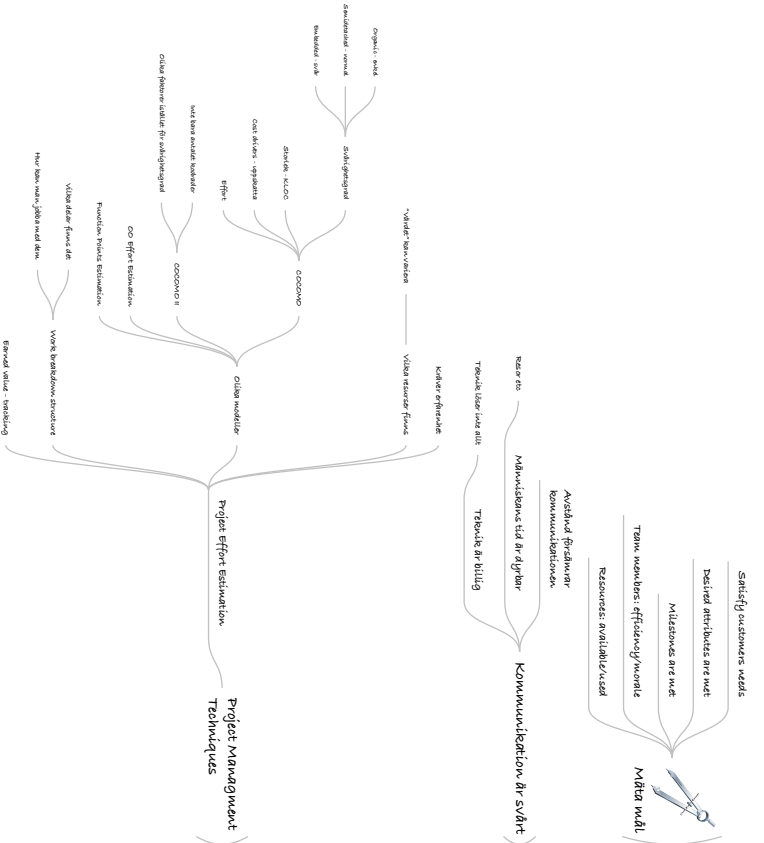 Satisfy customers needs
Desired attributes are met
Milestones are met
Team members: efficiency/morale
Resources: available/used
Mäta mål
Avstånd försämrar
kommunikationen
Människans tid är dyrbar
Resor etc
Teknik är billig
Teknik löser inte allt
Kommunikation är svårt
Kräver erfarenhet
Vilka resurser finns
"Värdet" kan variera
Olika modeller
COCOMO
Svårighetsgrad
Organic - enkel
Semidetached - normal
Embedded - svår
Storlek - KLOC
Cost drivers - uppskatta
Effort
COCOMO II
Inte bara antalet kodrader
Olika faktorer istället för svårighetsgrad
OO Effort Estimation
Function Points Estimation
Work breakdown structure
Vilka delar finns det
Hur kan man jobba med dem
Earned value - tracking
Project Effort Estimation
Project Managment
Techniques